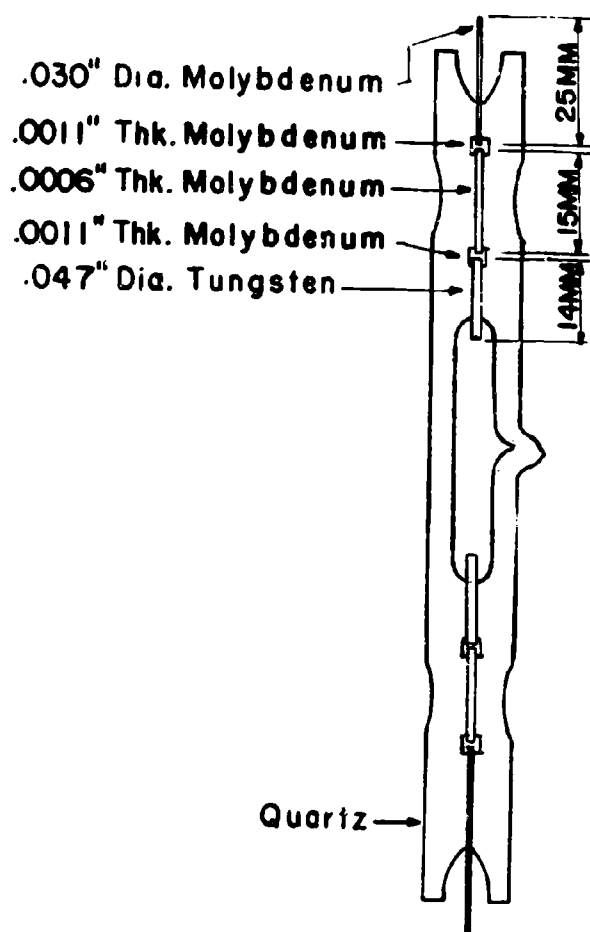 .030" Dia. Molybdenum
.0011" Thk. Molybdenum
.0006" Thk. Molybdenum
.0011" Thk. Molybdenum
.047" Dia. Tungsten
25MM
15MM
14MM
Quartz